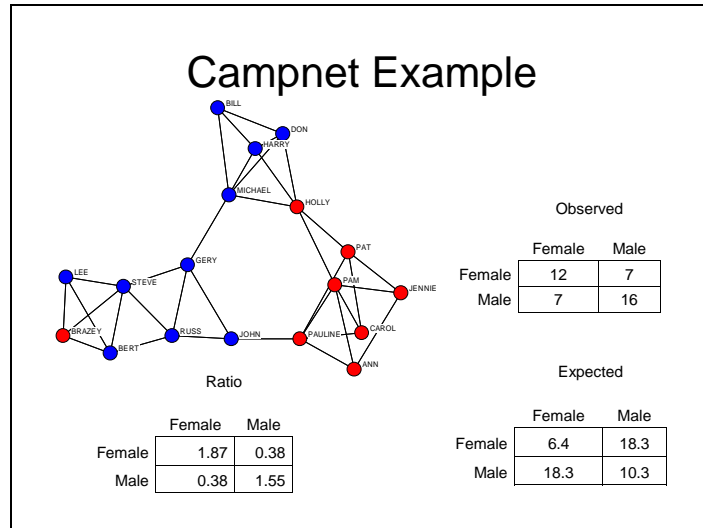 Campnet Example
BILL
DON
HARRY
MICHAEL
HOLLY
PAT
GERY
LEE
STEVE
PAM
JENNIE
BRAZEY
RUSS
JOHN
PAULINE
CAROL
BERT
ANN
Observed
Female Male
Female 12 7
Male 7 16
Ratio
Female Male
Female 1.87 0.38
Male 0.38 1.55
Expected
Female Male
Female 6.4 18.3
Male 18.3 10.3